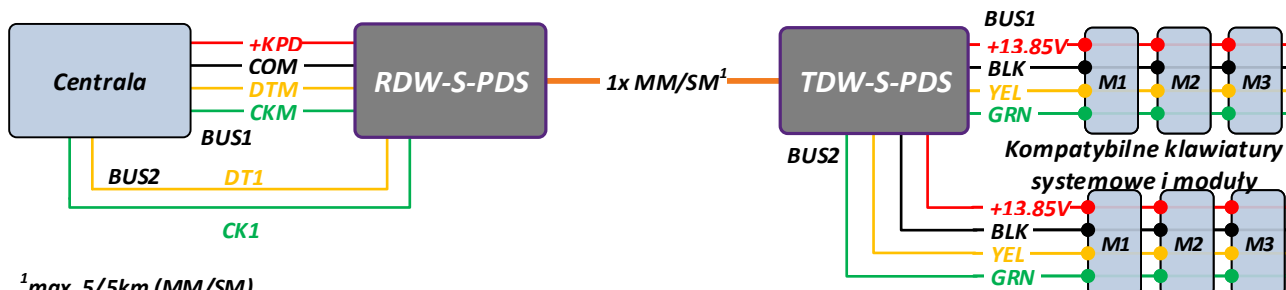 Centrala
+KPD
COM
DTM
CKM
BUS1
BUS2
DT1
CK1
RDW-S-PDS
1x MM/SM¹
TDW-S-PDS
BUS1
+13.85V
BLK
YEL
GRN
M1
M2
M3
BUS2
Kompatybilne klawiatury
systemowe i moduły
+13.85V
BLK
YEL
GRN
M1
M2
M3
¹max. 5/5km (MM/SM)